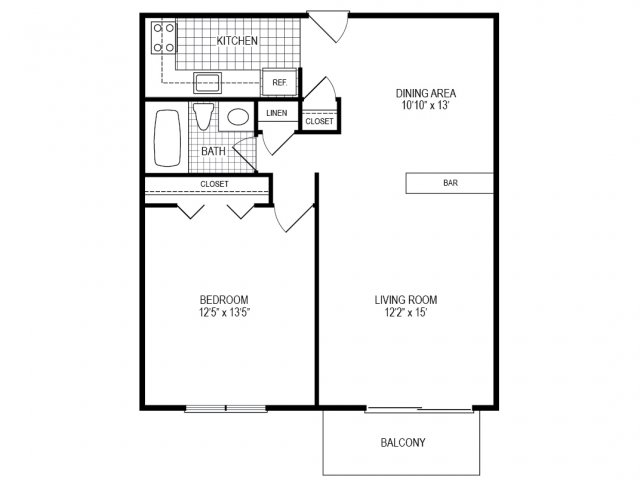 KITCHEN
REF.
DINING AREA
10'10" x 13'
LINEN
CLOSET
BATH
CLOSET
BAR
BEDROOM
12'5" x 13'5"
LIVING ROOM
12'2" x 15'
BALCONY